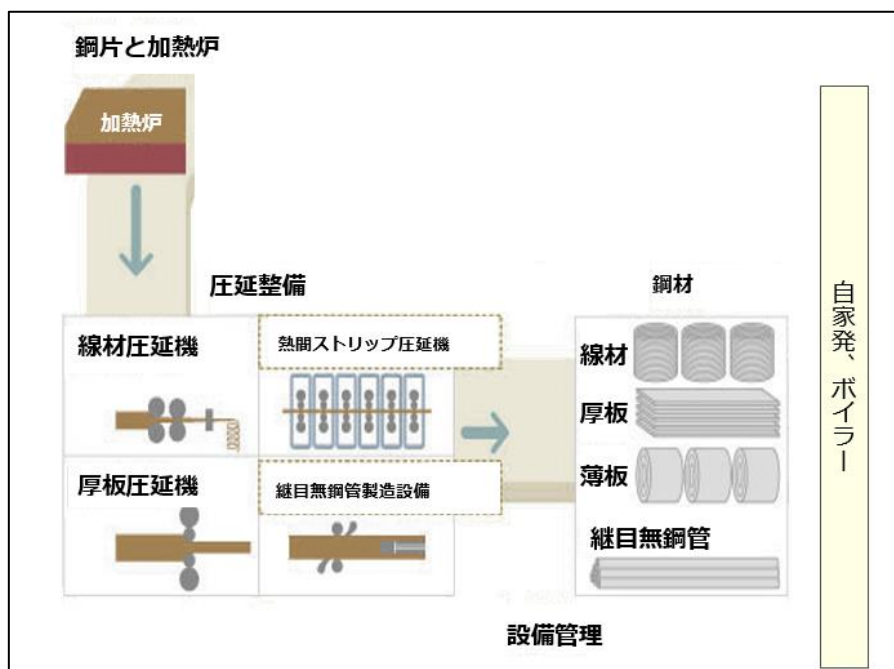 鋼片と加熱炉
加熱炉
圧延整備
線材圧延機
熱間ストリップ圧延機
厚板圧延機
継目無鋼管製造設備
鋼材
線材
厚板
薄板
継目無鋼管
設備管理
自家発、ボイラー